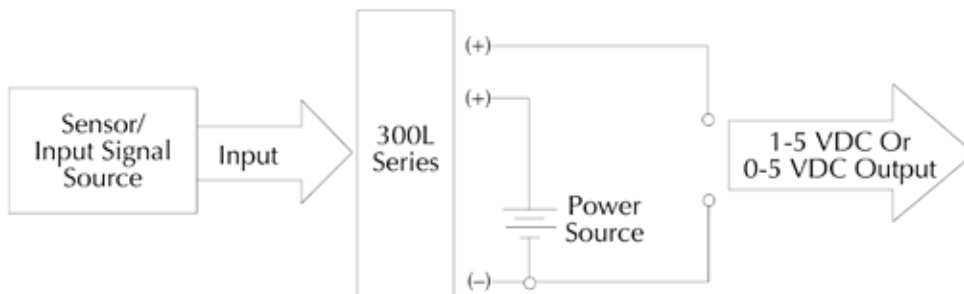 Sensor/
Input Signal
Source
Input
300L
Series
(+)
(+)
(−)
Power
Source
1-5 VDC Or
0-5 VDC Output